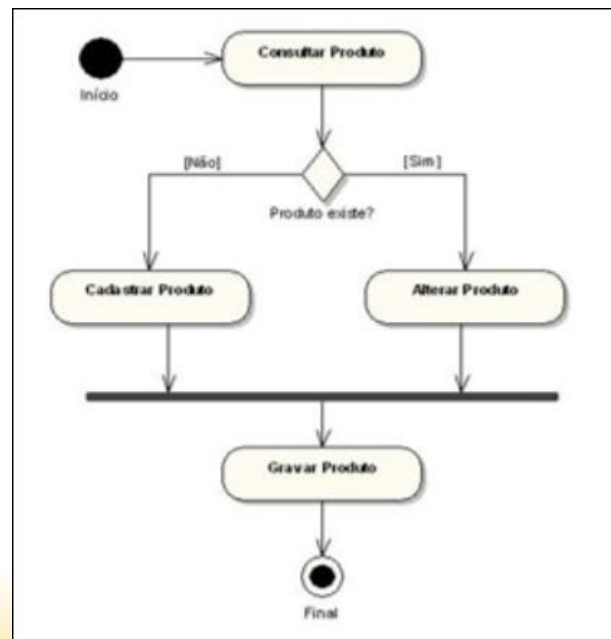 Consultar Produto
Início
[Não]
[Sim]
Produto existe?
Cadastrar Produto
Alterar Produto
Gravar Produto
Final